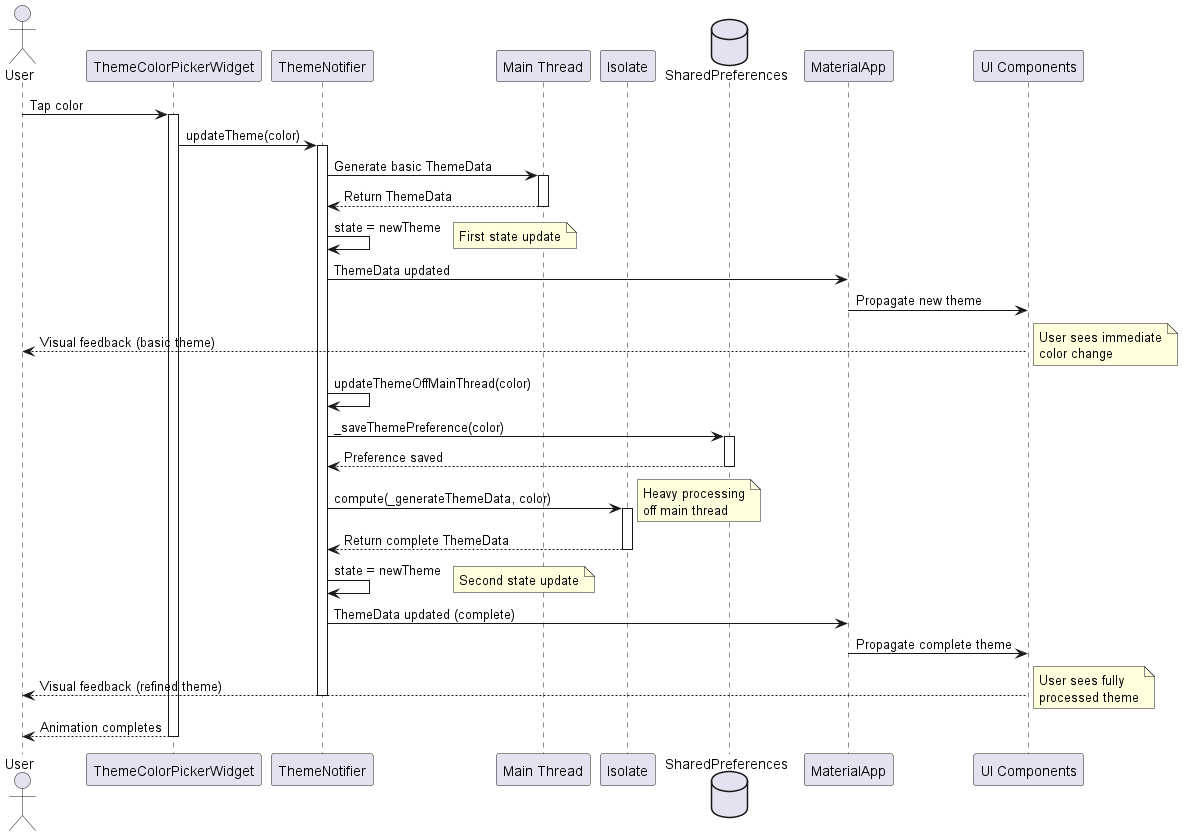 User
ThemeColorPickerWidget
ThemeNotifier
Main Thread
Isolate
SharedPreferences
MaterialApp
UI Components
Tap color
updateTheme(color)
Generate basic ThemeData
Return ThemeData
state = newTheme
First state update
ThemeData updated
Propagate new theme
Visual feedback (basic theme)
User sees immediate
color change
updateThemeOffMainThread(color)
_saveThemePreference(color)
Preference saved
compute(_generateThemeData, color)
Heavy processing
off main thread
Return complete ThemeData
state = newTheme
Second state update
ThemeData updated (complete)
Propagate complete theme
Visual feedback (refined theme)
User sees fully
processed theme
Animation completes
User
ThemeColorPickerWidget
ThemeNotifier
Main Thread
Isolate
SharedPreferences
MaterialApp
UI Components